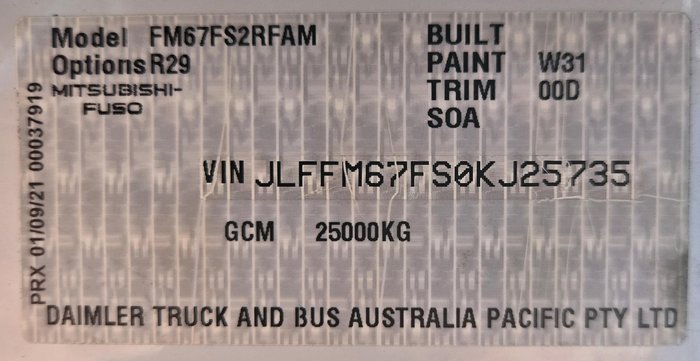 Model FM67FS2RFAM
Options R29
MITSUBISHI-
FUSO
BUILT
PAINT W31
TRIM 00D
SOA
VIN JLFFM67FS0KJ25735
GCM 25000KG
DAIMLER TRUCK AND BUS AUSTRALIA PACIFIC PTY LTD
PRX 01/09/21 00037919